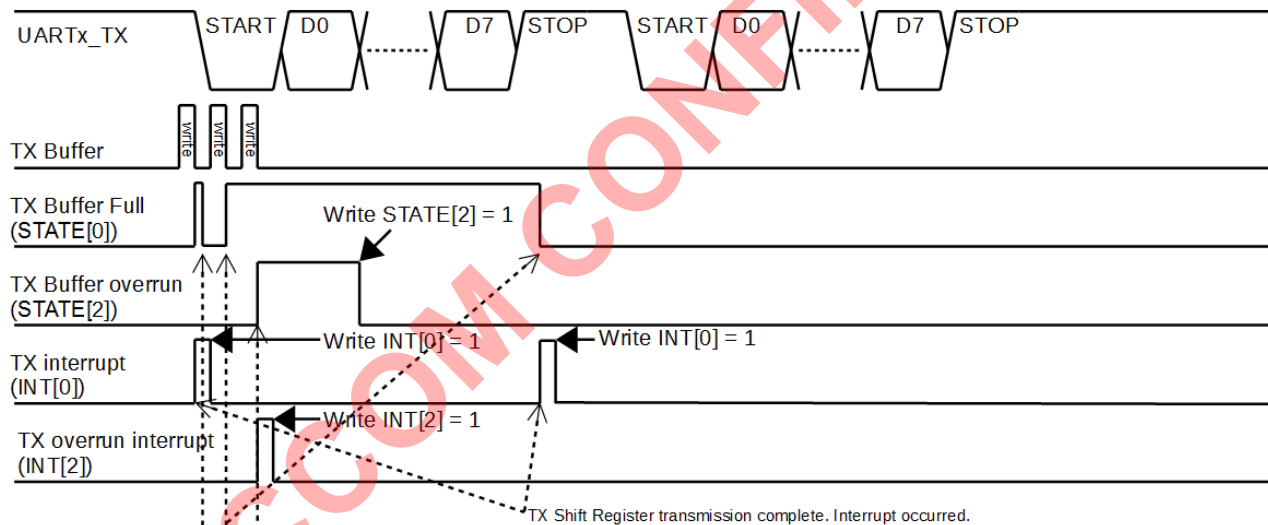 UARTx_TX START D0 D7 STOP START D0 D7 STOP
TX Buffer write write write
TX Buffer Full
(STATE[0])
Write STATE[2] = 1
TX Buffer overrun
(STATE[2])
Write INT[0] = 1 Write INT[0] = 1
TX interrupt
(INT[0])
Write INT[2] = 1
TX overrun interrupt
(INT[2])
TX Shift Register transmission complete. Interrupt occurred.
CCOM CONFI